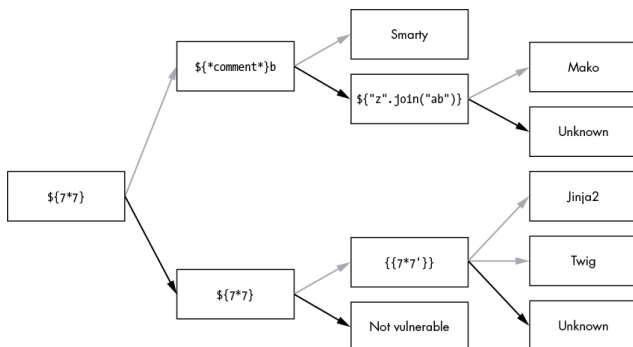 Smarty
${*comment*}b
Mako
${"z".join("ab")}
Unknown
${7*7}
Jinja2
{{7*7'}}
Twig
${7*7}
Not vulnerable
Unknown